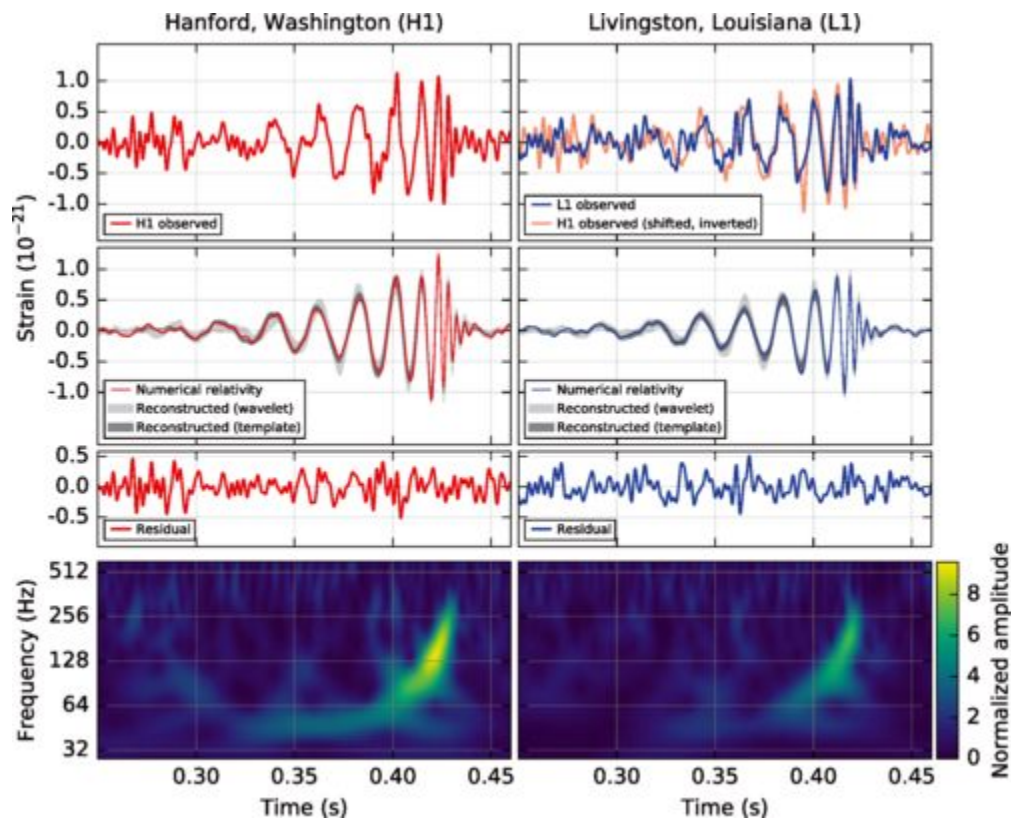 Hanford, Washington (H1)
Livingston, Louisiana (L1)
Strain (10⁻²¹)
1.0
0.5
0.0
-0.5
-1.0
H1 observed
L1 observed
H1 observed (shifted, inverted)
1.0
0.5
0.0
-0.5
-1.0
Numerical relativity
Reconstructed (wavelet)
Reconstructed (template)
Numerical relativity
Reconstructed (wavelet)
Reconstructed (template)
0.5
0.0
-0.5
Residual
Residual
Frequency (Hz)
512
256
128
64
32
Normalized amplitude
8
6
4
2
0
0.30 0.35 0.40 0.45
0.30 0.35 0.40 0.45
Time (s)
Time (s)